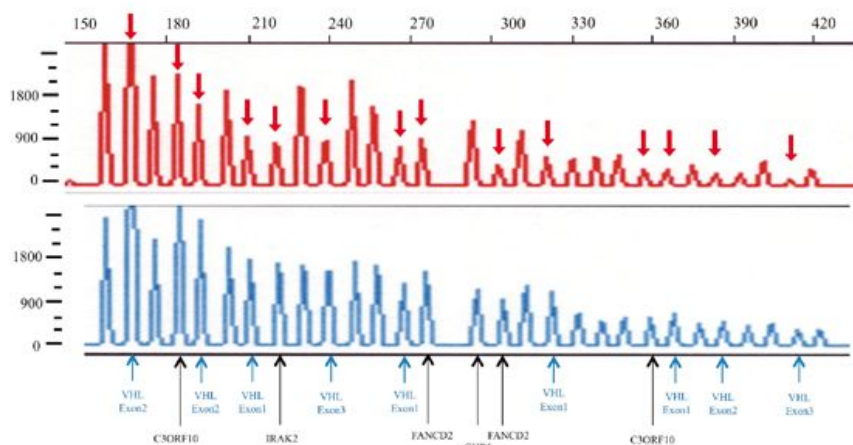 150 180 210 240 270 300 330 360 390 420
1800
900
0
1800
900
0
VHL
Exon2
VHL
Exon2
VHL
Exon1
VHL
Exon3
VHL
Exon1
VHL
Exon1
VHL
Exon1
VHL
Exon2
VHL
Exon3
C3ORF10
IRAK2
FANCD2
FANCD2
C3ORF10